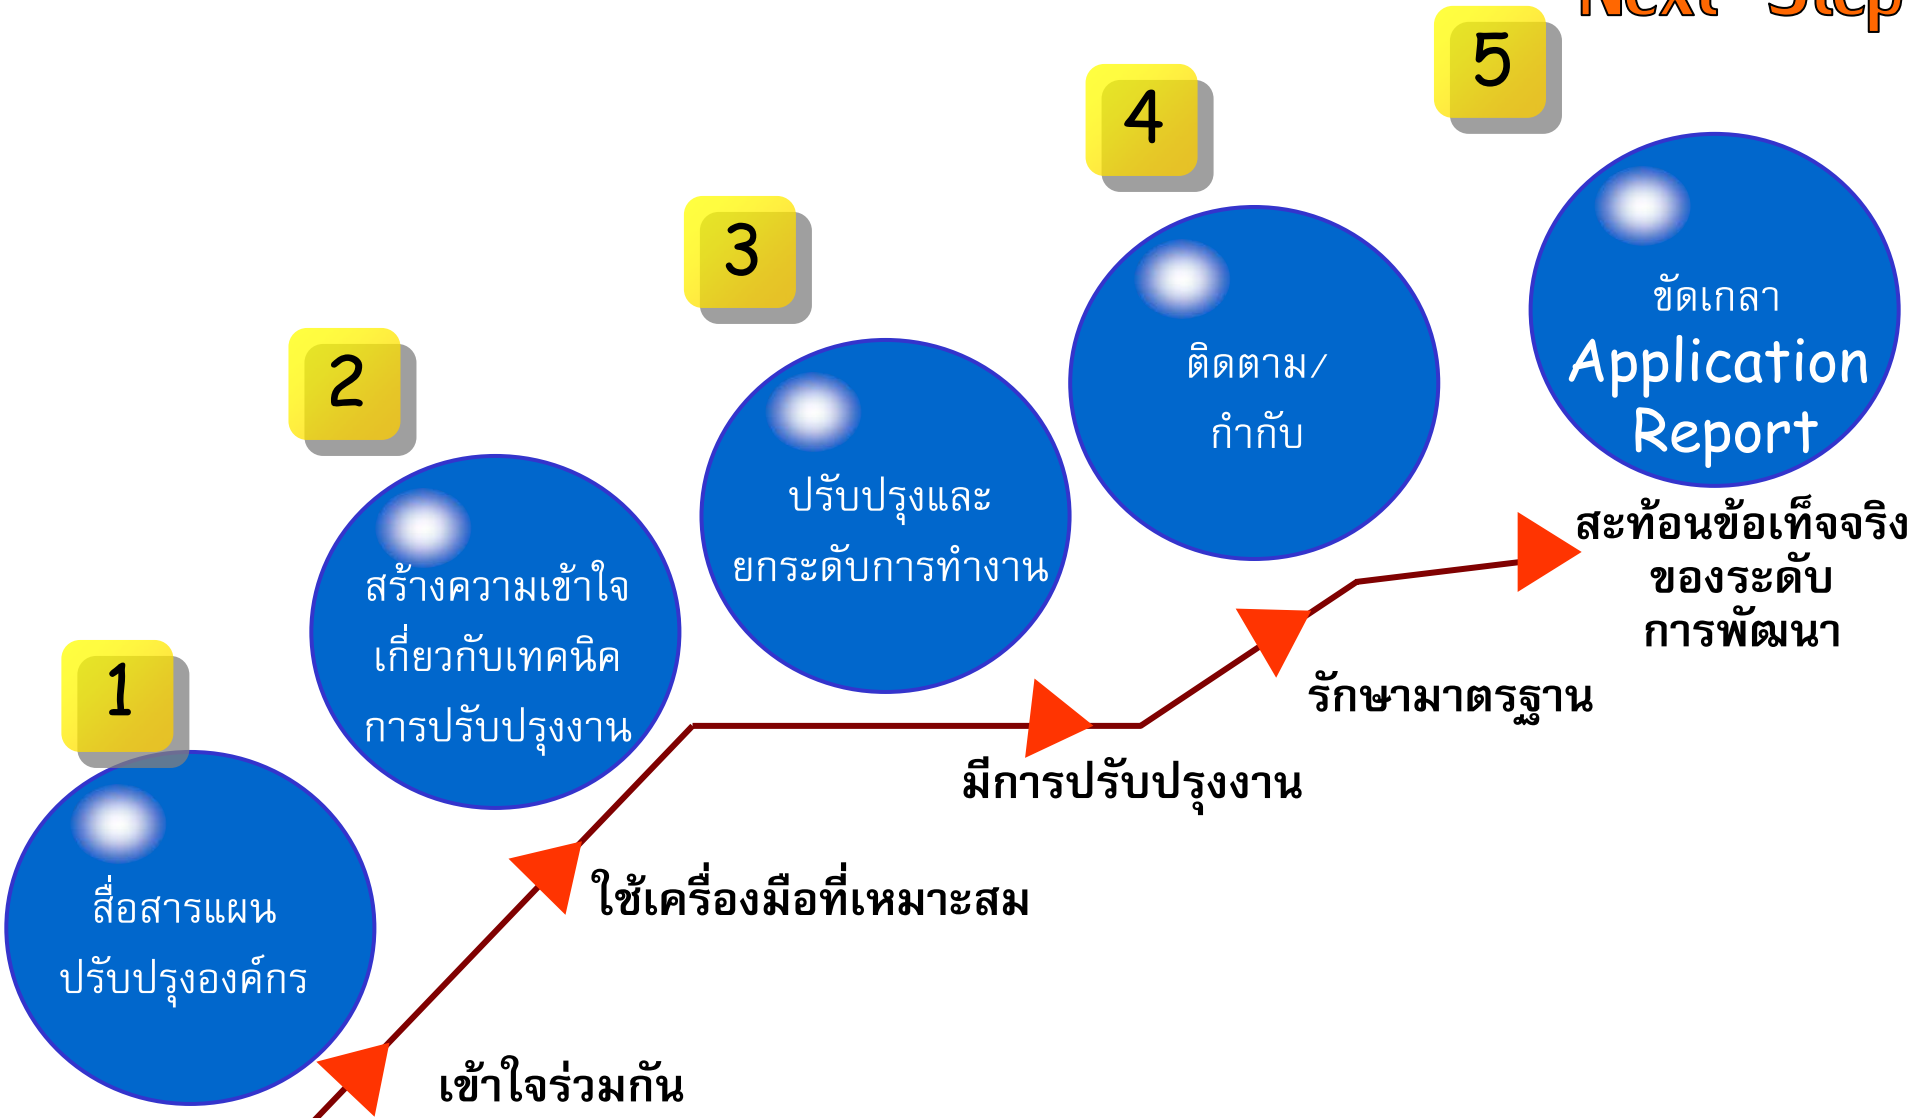 Next Step
1
สื่อสารแผน
ปรับปรุงองค์กร
เข้าใจร่วมกัน
2
สร้างความเข้าใจ
เกี่ยวกับเทคนิค
การปรับปรุงงาน
ใช้เครื่องมือที่เหมาะสม
3
ปรับปรุงและ
ยกระดับการทำงาน
มีการปรับปรุงงาน
4
ติดตาม/
กำกับ
รักษามาตรฐาน
5
ขัดเกลา
Application
Report
สะท้อนข้อเท็จจริง
ของระดับ
การพัฒนา